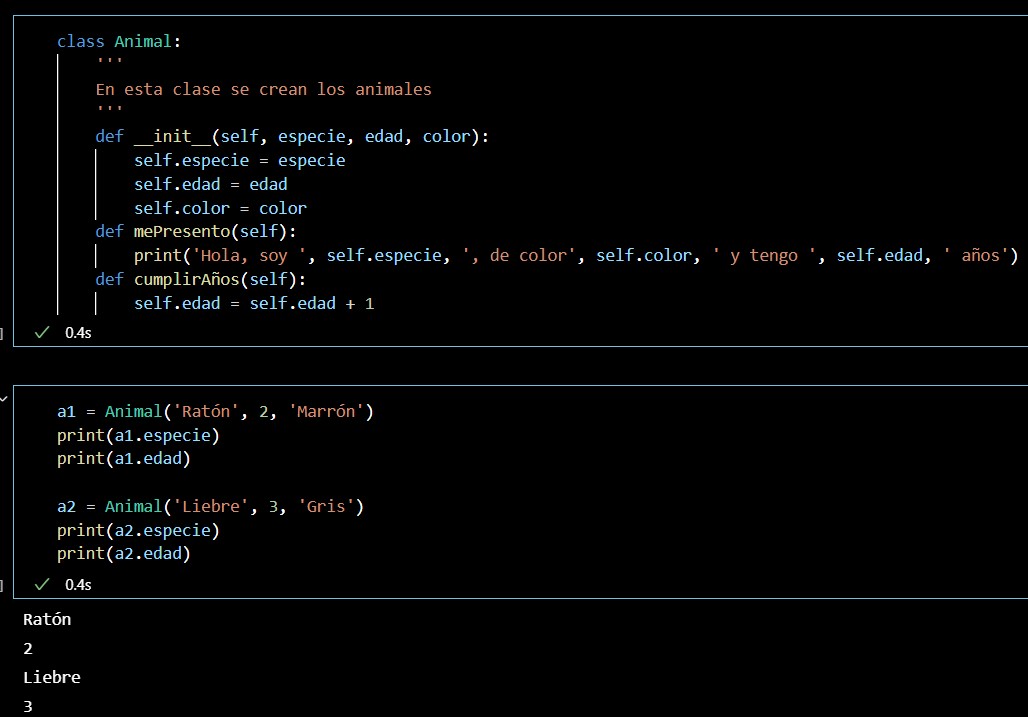 class Animal:
    '''
    En esta clase se crean los animales
    '''
    def __init__(self, especie, edad, color):
        self.especie = especie
        self.edad = edad
        self.color = color
    def mePresento(self):
        print('Hola, soy ', self.especie, ', de color', self.color, ' y tengo ', self.edad, ' años')
    def cumplirAños(self):
        self.edad = self.edad + 1
] ✓ 0.4s
a1 = Animal('Ratón', 2, 'Marrón')
print(a1.especie)
print(a1.edad)

a2 = Animal('Liebre', 3, 'Gris')
print(a2.especie)
print(a2.edad)
] ✓ 0.4s
Ratón
2
Liebre
3